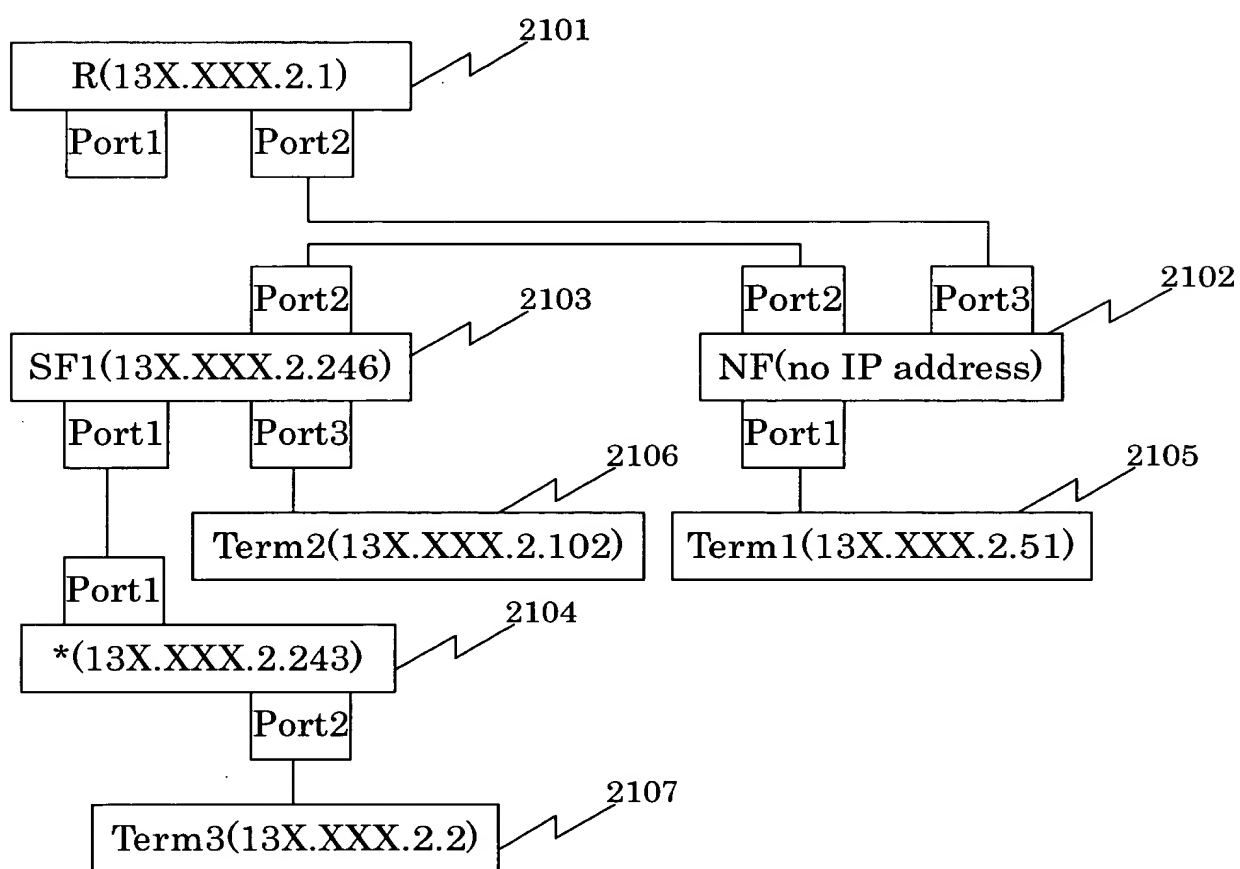 2101
R(13X.XXX.2.1)
Port1 Port2
Port2 Port2 Port3
2103 2102
SF1(13X.XXX.2.246) NF(no IP address)
Port1 Port3 Port1
2106 2105
Term2(13X.XXX.2.102) Term1(13X.XXX.2.51)
Port1
2104
*(13X.XXX.2.243)
Port2
2107
Term3(13X.XXX.2.2)